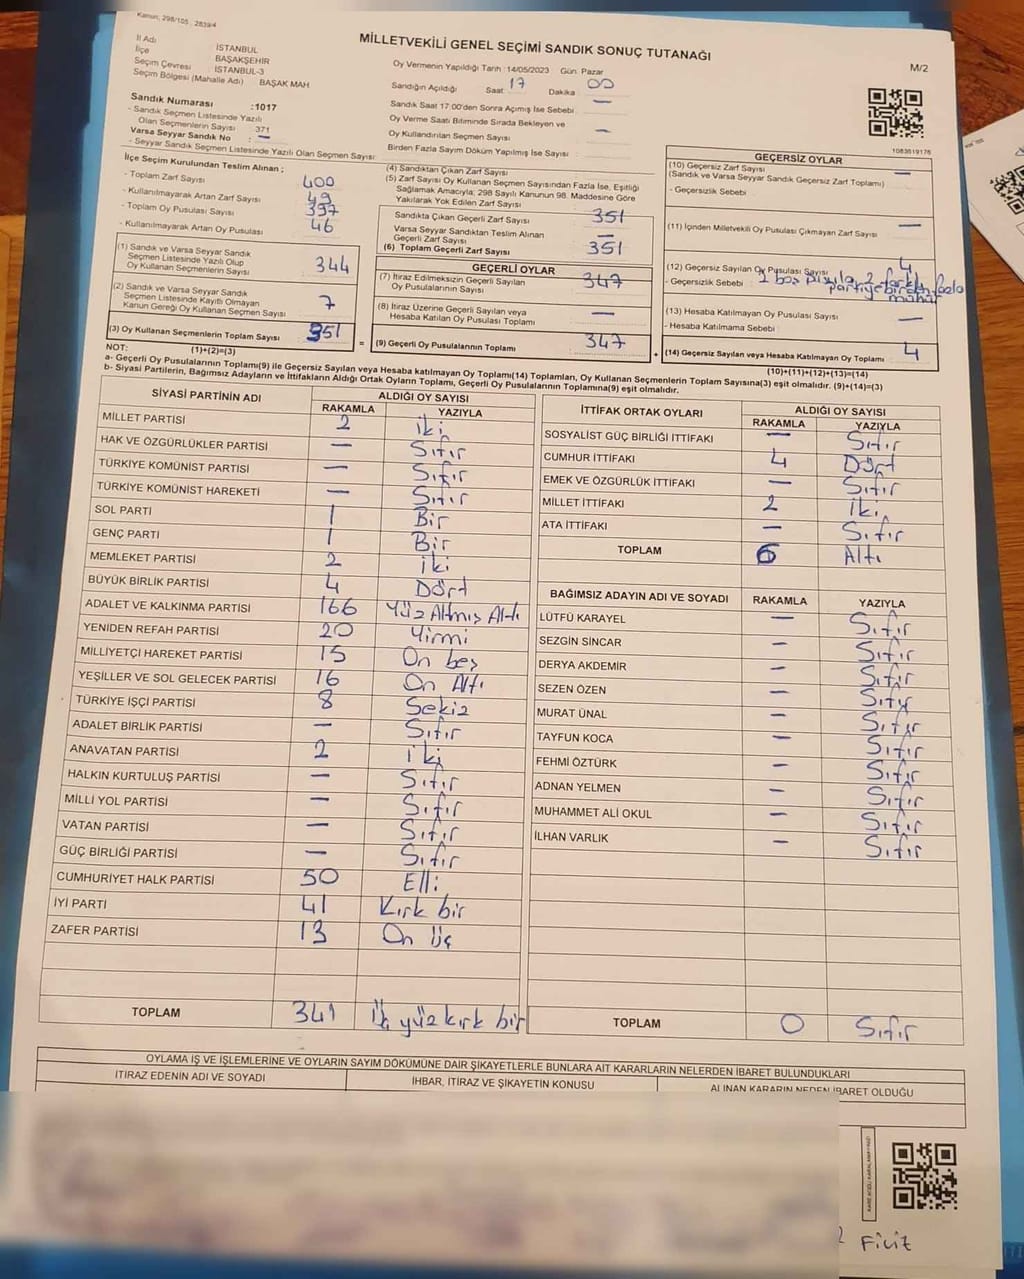 Kanun; 298/105 2839/4
MİLLETVEKİLİ GENEL SEÇİMİ SANDIK SONUÇ TUTANAĞI
M/2
İl Adı İSTANBUL
İlçe BAŞAKŞEHİR
Seçim Çevresi İSTANBUL-3
Seçim Bölgesi (Mahalle Adı) BAŞAK MAH
Oy Vermenin Yapıldığı Tarih :14/05/2023 Gün: Pazar
Sandığın Açıldığı Saat 17 Dakika 00
Sandık Saat 17:00'den Sonra Açımış İse Sebebi : —
Oy Verme Saati Bitiminde Sırada Bekleyen ve
Oy Kullandırılan Seçmen Sayısı : —
Birden Fazla Sayım Döküm Yapılmış İse Sayısı :
Sandık Numarası :1017
- Sandık Seçmen Listesinde Yazılı
Olan Seçmenlerin Sayısı 371
Varsa Seyyar Sandık No : —
- Seyyar Sandık Seçmen Listesinde Yazılı Olan Seçmen Sayısı:
1083619176
İlçe Seçim Kurulundan Teslim Alınan ;
- Toplam Zarf Sayısı 400
- Kullanılmayarak Artan Zarf Sayısı 49
- Toplam Oy Pusulası Sayısı 397
- Kullanılmayarak Artan Oy Pusulası 46
(1) Sandık ve Varsa Seyyar Sandık
Seçmen Listesinde Yazılı Olup
Oy Kullanan Seçmenlerin Sayısı 344
(2) Sandık ve Varsa Seyyar Sandık
Seçmen Listesinde Kayıtlı Olmayan
Kanun Gereği Oy Kullanan Seçmen Sayısı 7
(3) Oy Kullanan Seçmenlerin Toplam Sayısı 351
(1)+(2)=(3)
(4) Sandıktan Çıkan Zarf Sayısı
(5) Zarf Sayısı Oy Kullanan Seçmen Sayısından Fazla İse, Eşitliği
Sağlamak Amacıyla; 298 Sayılı Kanunun 98. Maddesine Göre
Yakılarak Yok Edilen Zarf Sayısı
Sandıkta Çıkan Geçerli Zarf Sayısı 351
Varsa Seyyar Sandıktan Teslim Alınan
Geçerli Zarf Sayısı —
(6) Toplam Geçerli Zarf Sayısı 351
GEÇERLİ OYLAR
(7) İtiraz Edilmeksizin Geçerli Sayılan
Oy Pusulalarının Sayısı 347
(8) İtiraz Üzerine Geçerli Sayılan veya
Hesaba Katılan Oy Pusulası Toplamı —
= (9) Geçerli Oy Pusulalarının Toplamı 347 +
GEÇERSİZ OYLAR
(10) Geçersiz Zarf Sayısı
(Sandık ve Varsa Seyyar Sandık Geçersiz Zarf Toplamı) —
- Geçersizlik Sebebi
(11) İçinden Milletvekili Oy Pusulası Çıkmayan Zarf Sayısı —
(12) Geçersiz Sayılan Oy Pusulası Sayısı 4
- Geçersizlik Sebebi :
(13) Hesaba Katılmayan Oy Pusulası Sayısı —
- Hesaba Katılmama Sebebi
(14) Geçersiz Sayılan veya Hesaba Katılmayan Oy Toplamı 4
(10)+(11)+(12)+(13)=(14)
NOT:
a- Geçerli Oy Pusulalarının Toplamı(9) ile Geçersiz Sayılan veya Hesaba katılmayan Oy Toplamı(14) Toplamları, Oy Kullanan Seçmenlerin Toplam Sayısına(3) eşit olmalıdır. (9)+(14)=(3)
b- Siyasi Partilerin, Bağımsız Adayların ve İttifakların Aldığı Ortak Oyların Toplamı, Geçerli Oy Pusulalarının Toplamına(9) eşit olmalıdır.
SİYASİ PARTİNİN ADI ALDIĞI OY SAYISI
RAKAMLA YAZIYLA
MİLLET PARTİSİ 2 iki
HAK VE ÖZGÜRLÜKLER PARTİSİ — Sıfır
TÜRKİYE KOMÜNİST PARTİSİ — Sıfır
TÜRKİYE KOMÜNİST HAREKETİ — Sıfır
SOL PARTİ 1 Bir
GENÇ PARTİ 1 Bir
MEMLEKET PARTİSİ 2 iki
BÜYÜK BİRLİK PARTİSİ 4 Dört
ADALET VE KALKINMA PARTİSİ 166 Yüz Altmış Altı
YENİDEN REFAH PARTİSİ 20 Yirmi
MİLLİYETÇİ HAREKET PARTİSİ 15 On beş
YEŞİLLER VE SOL GELECEK PARTİSİ 16 On Altı
TÜRKİYE İŞÇİ PARTİSİ 8 Sekiz
ADALET BİRLİK PARTİSİ — Sıfır
ANAVATAN PARTİSİ 2 iki
HALKIN KURTULUŞ PARTİSİ — Sıfır
MİLLİ YOL PARTİSİ — Sıfır
VATAN PARTİSİ — Sıfır
GÜÇ BİRLİĞİ PARTİSİ — Sıfır
CUMHURİYET HALK PARTİSİ 50 Elli
İYİ PARTİ 41 Kırk bir
ZAFER PARTİSİ 13 On üç
TOPLAM 341 üç yüz kırk bir
İTTİFAK ORTAK OYLARI ALDIĞI OY SAYISI
RAKAMLA YAZIYLA
SOSYALİST GÜÇ BİRLİĞİ İTTİFAKI — Sıfır
CUMHUR İTTİFAKI 4 Dört
EMEK VE ÖZGÜRLÜK İTTİFAKI — Sıfır
MİLLET İTTİFAKI 2 iki
ATA İTTİFAKI — Sıfır
TOPLAM 6 Altı
BAĞIMSIZ ADAYIN ADI VE SOYADI RAKAMLA YAZIYLA
LÜTFÜ KARAYEL — Sıfır
SEZGİN SİNCAR — Sıfır
DERYA AKDEMİR — Sıfır
SEZEN ÖZEN — Sıfır
MURAT ÜNAL — Sıfır
TAYFUN KOCA — Sıfır
FEHMİ ÖZTÜRK — Sıfır
ADNAN YELMEN — Sıfır
MUHAMMET ALİ OKUL — Sıfır
İLHAN VARLIK — Sıfır
TOPLAM 0 Sıfır
OYLAMA İŞ VE İŞLEMLERİNE VE OYLARIN SAYIM DÖKÜMÜNE DAİR ŞİKAYETLERLE BUNLARA AİT KARARLARIN NELERDEN İBARET BULUNDUKLARI
İTİRAZ EDENİN ADI VE SOYADI İHBAR, İTİRAZ VE ŞİKAYETİN KONUSU ALINAN KARARIN NEDEN İBARET OLDUĞU
KARE KODU KARALAMAYINIZ!